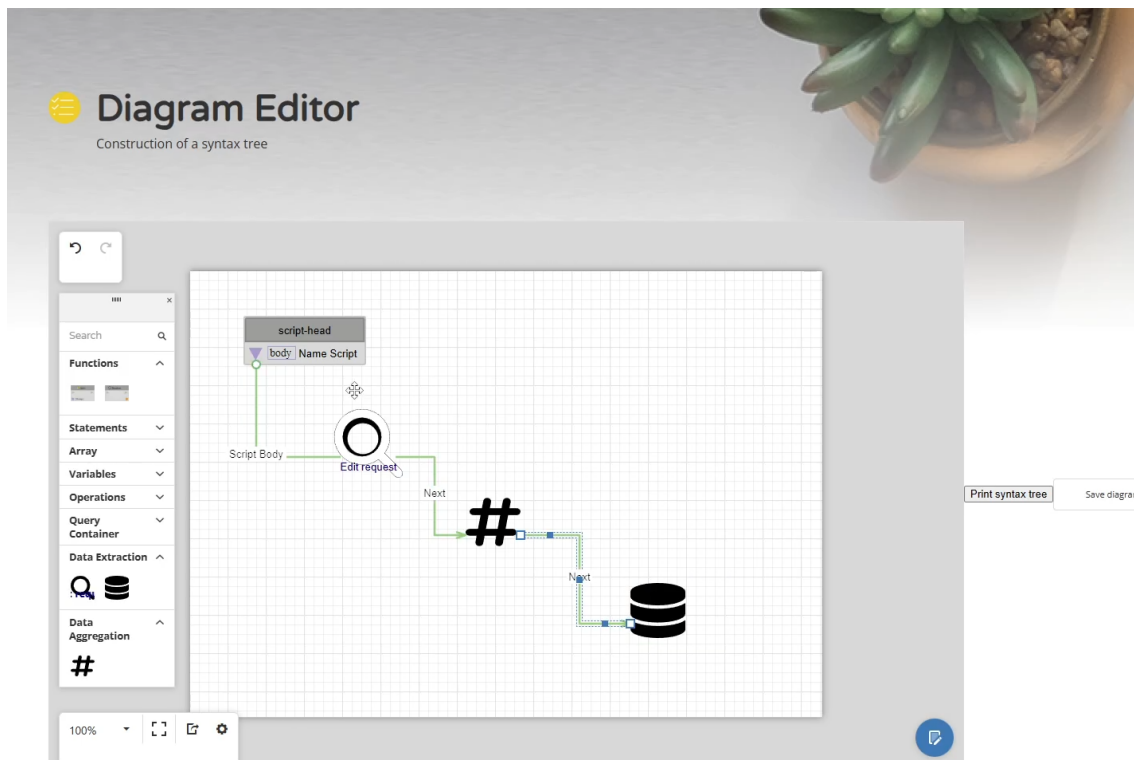 Diagram Editor
Construction of a syntax tree
Search
Functions
Statements
Array
Variables
Operations
Query
Container
Data Extraction
Data
Aggregation
100%
script-head
body Name Script
Script Body
Edit request
Next
Next
Print syntax tree
Save